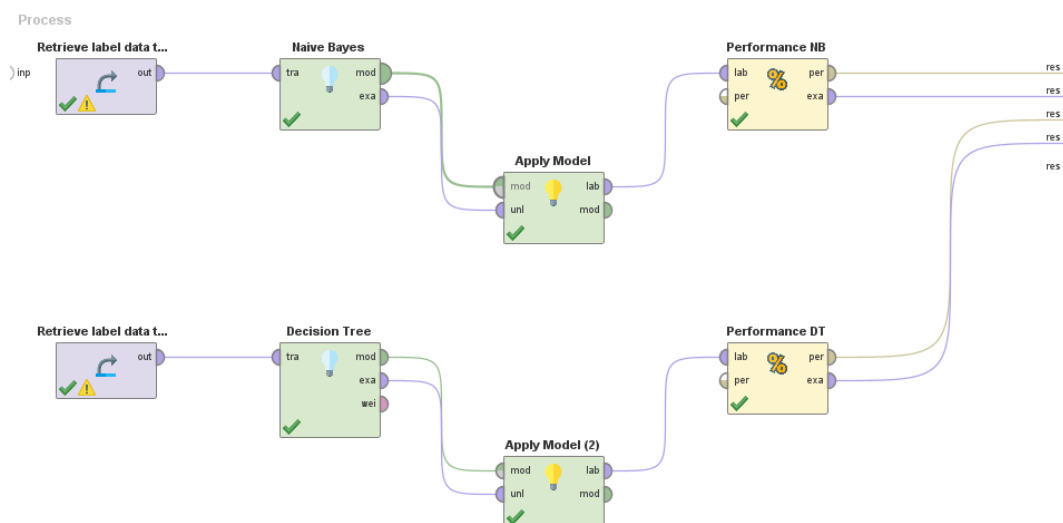 Process
inp
Retrieve label data t...
out
Naive Bayes
tra
mod
exa
Apply Model
mod
lab
unl
mod
Performance NB
lab
per
per
exa
res
res
res
res
res
Retrieve label data t...
out
Decision Tree
tra
mod
exa
wei
Apply Model (2)
mod
lab
unl
mod
Performance DT
lab
per
per
exa